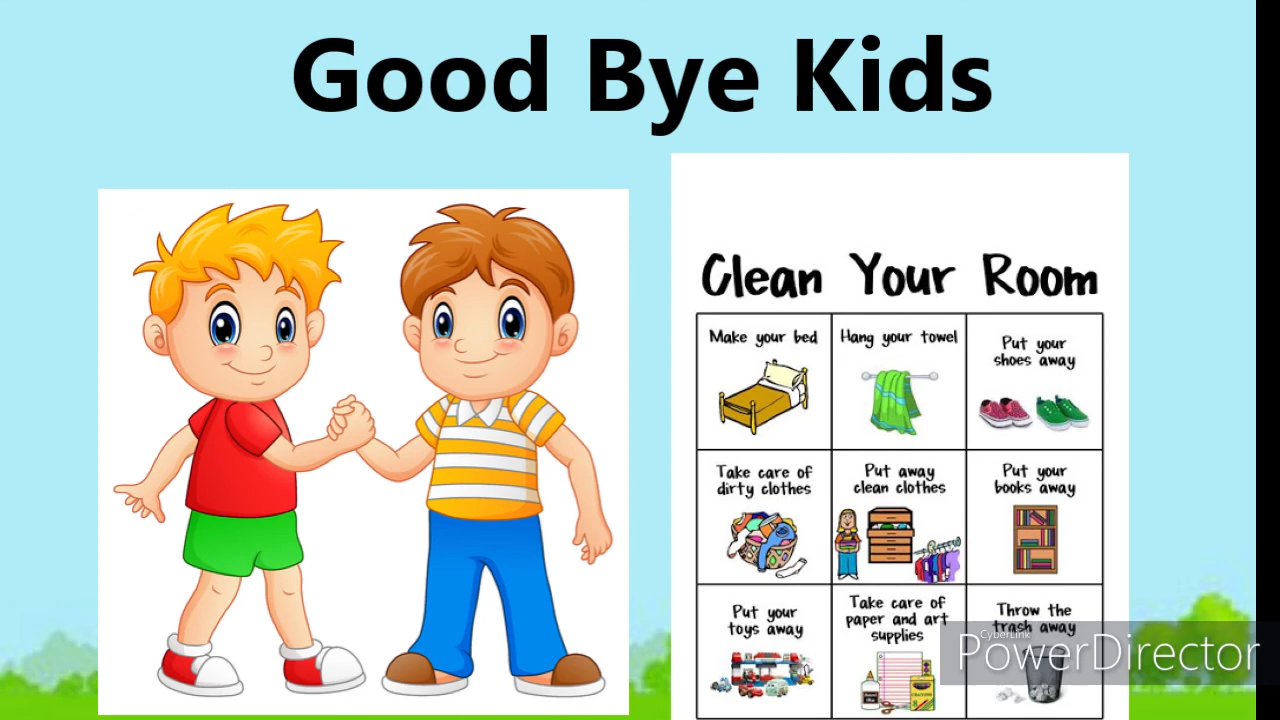 Good Bye Kids
Clean Your Room
Make your bed
Hang your towel
Put your
shoes away
Take care of
dirty clothes
Put away
clean clothes
Put your
books away
Put your
toys away
Take care of
paper and art
supplies
Throw the
trash away
CyberLink
PowerDirector